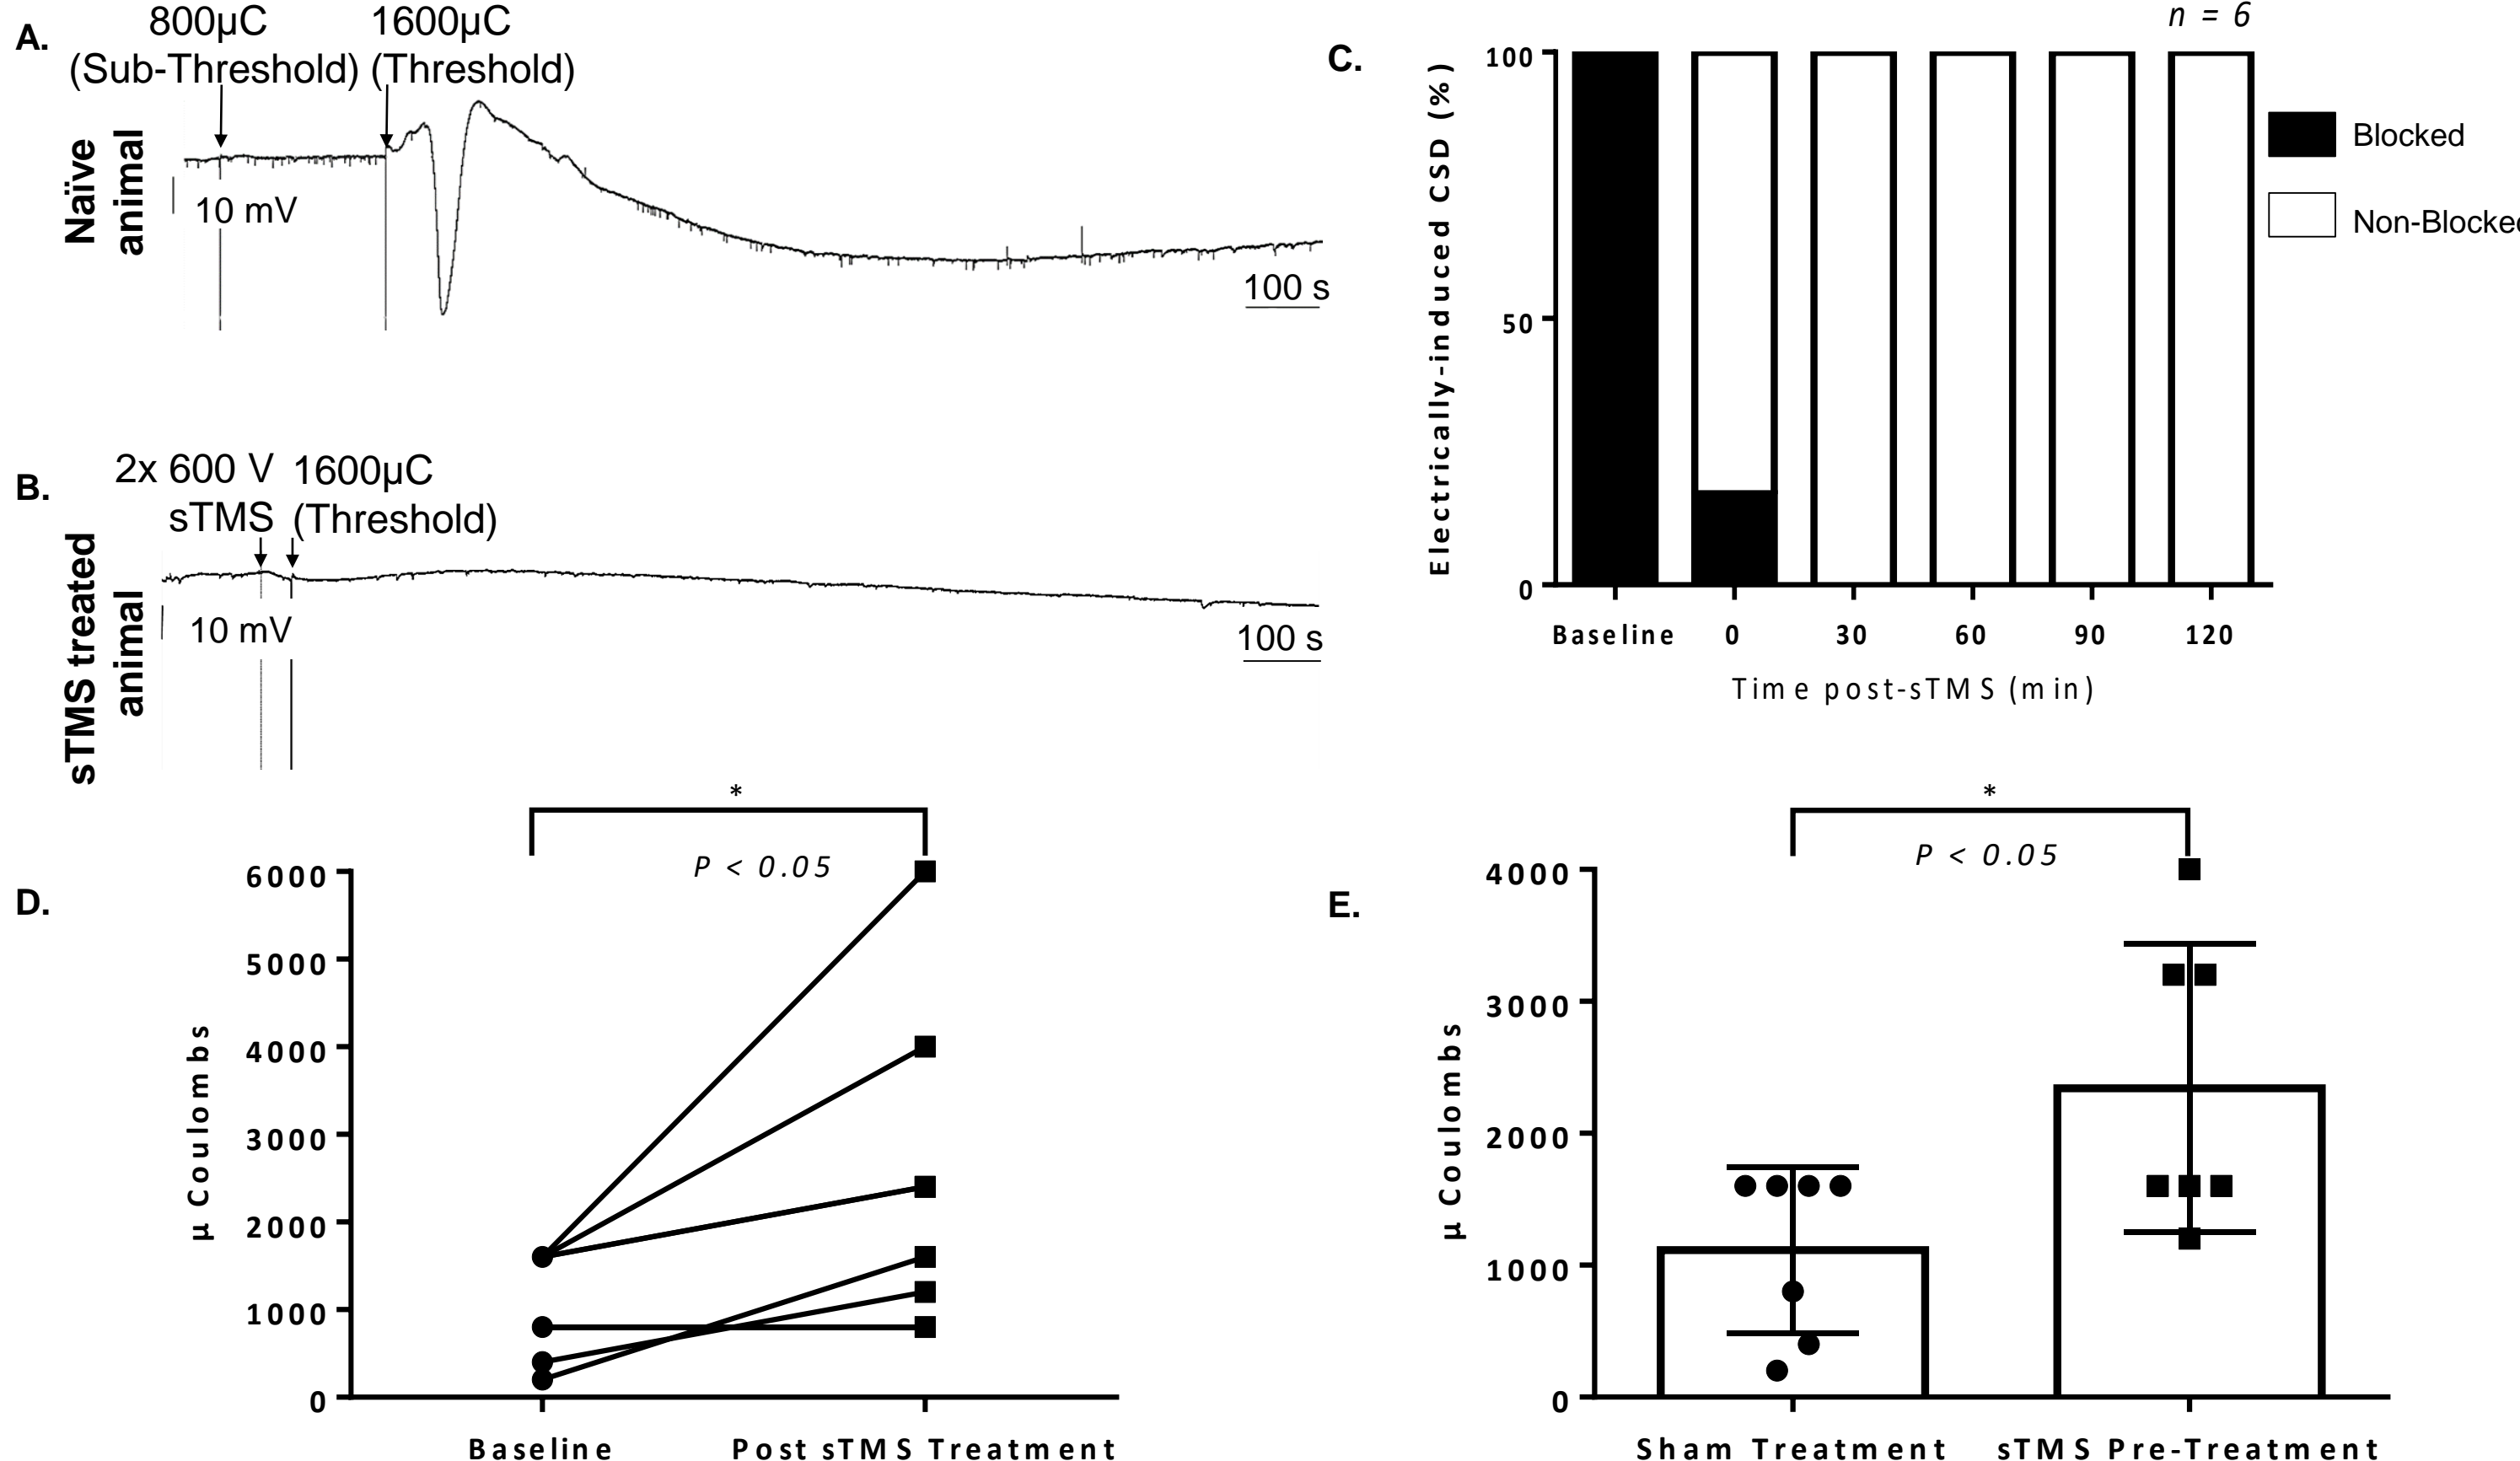 A.
800µC
(Sub-Threshold)
1600µC
(Threshold)
Naïve
animal
10 mV
100 s
B.
2x 600 V
sTMS
1600µC
(Threshold)
sTMS treated
animal
10 mV
100 s
C.
n = 6
Electrically-induced CSD (%)
100
50
0
Baseline 0 30 60 90 120
Time post-sTMS (min)
Blocked
Non-Blocked
D.
*
P < 0.05
µ Coulombs
6000
5000
4000
3000
2000
1000
0
Baseline Post sTMS Treatment
E.
*
P < 0.05
µ Coulombs
4000
3000
2000
1000
0
Sham Treatment sTMS Pre-Treatment